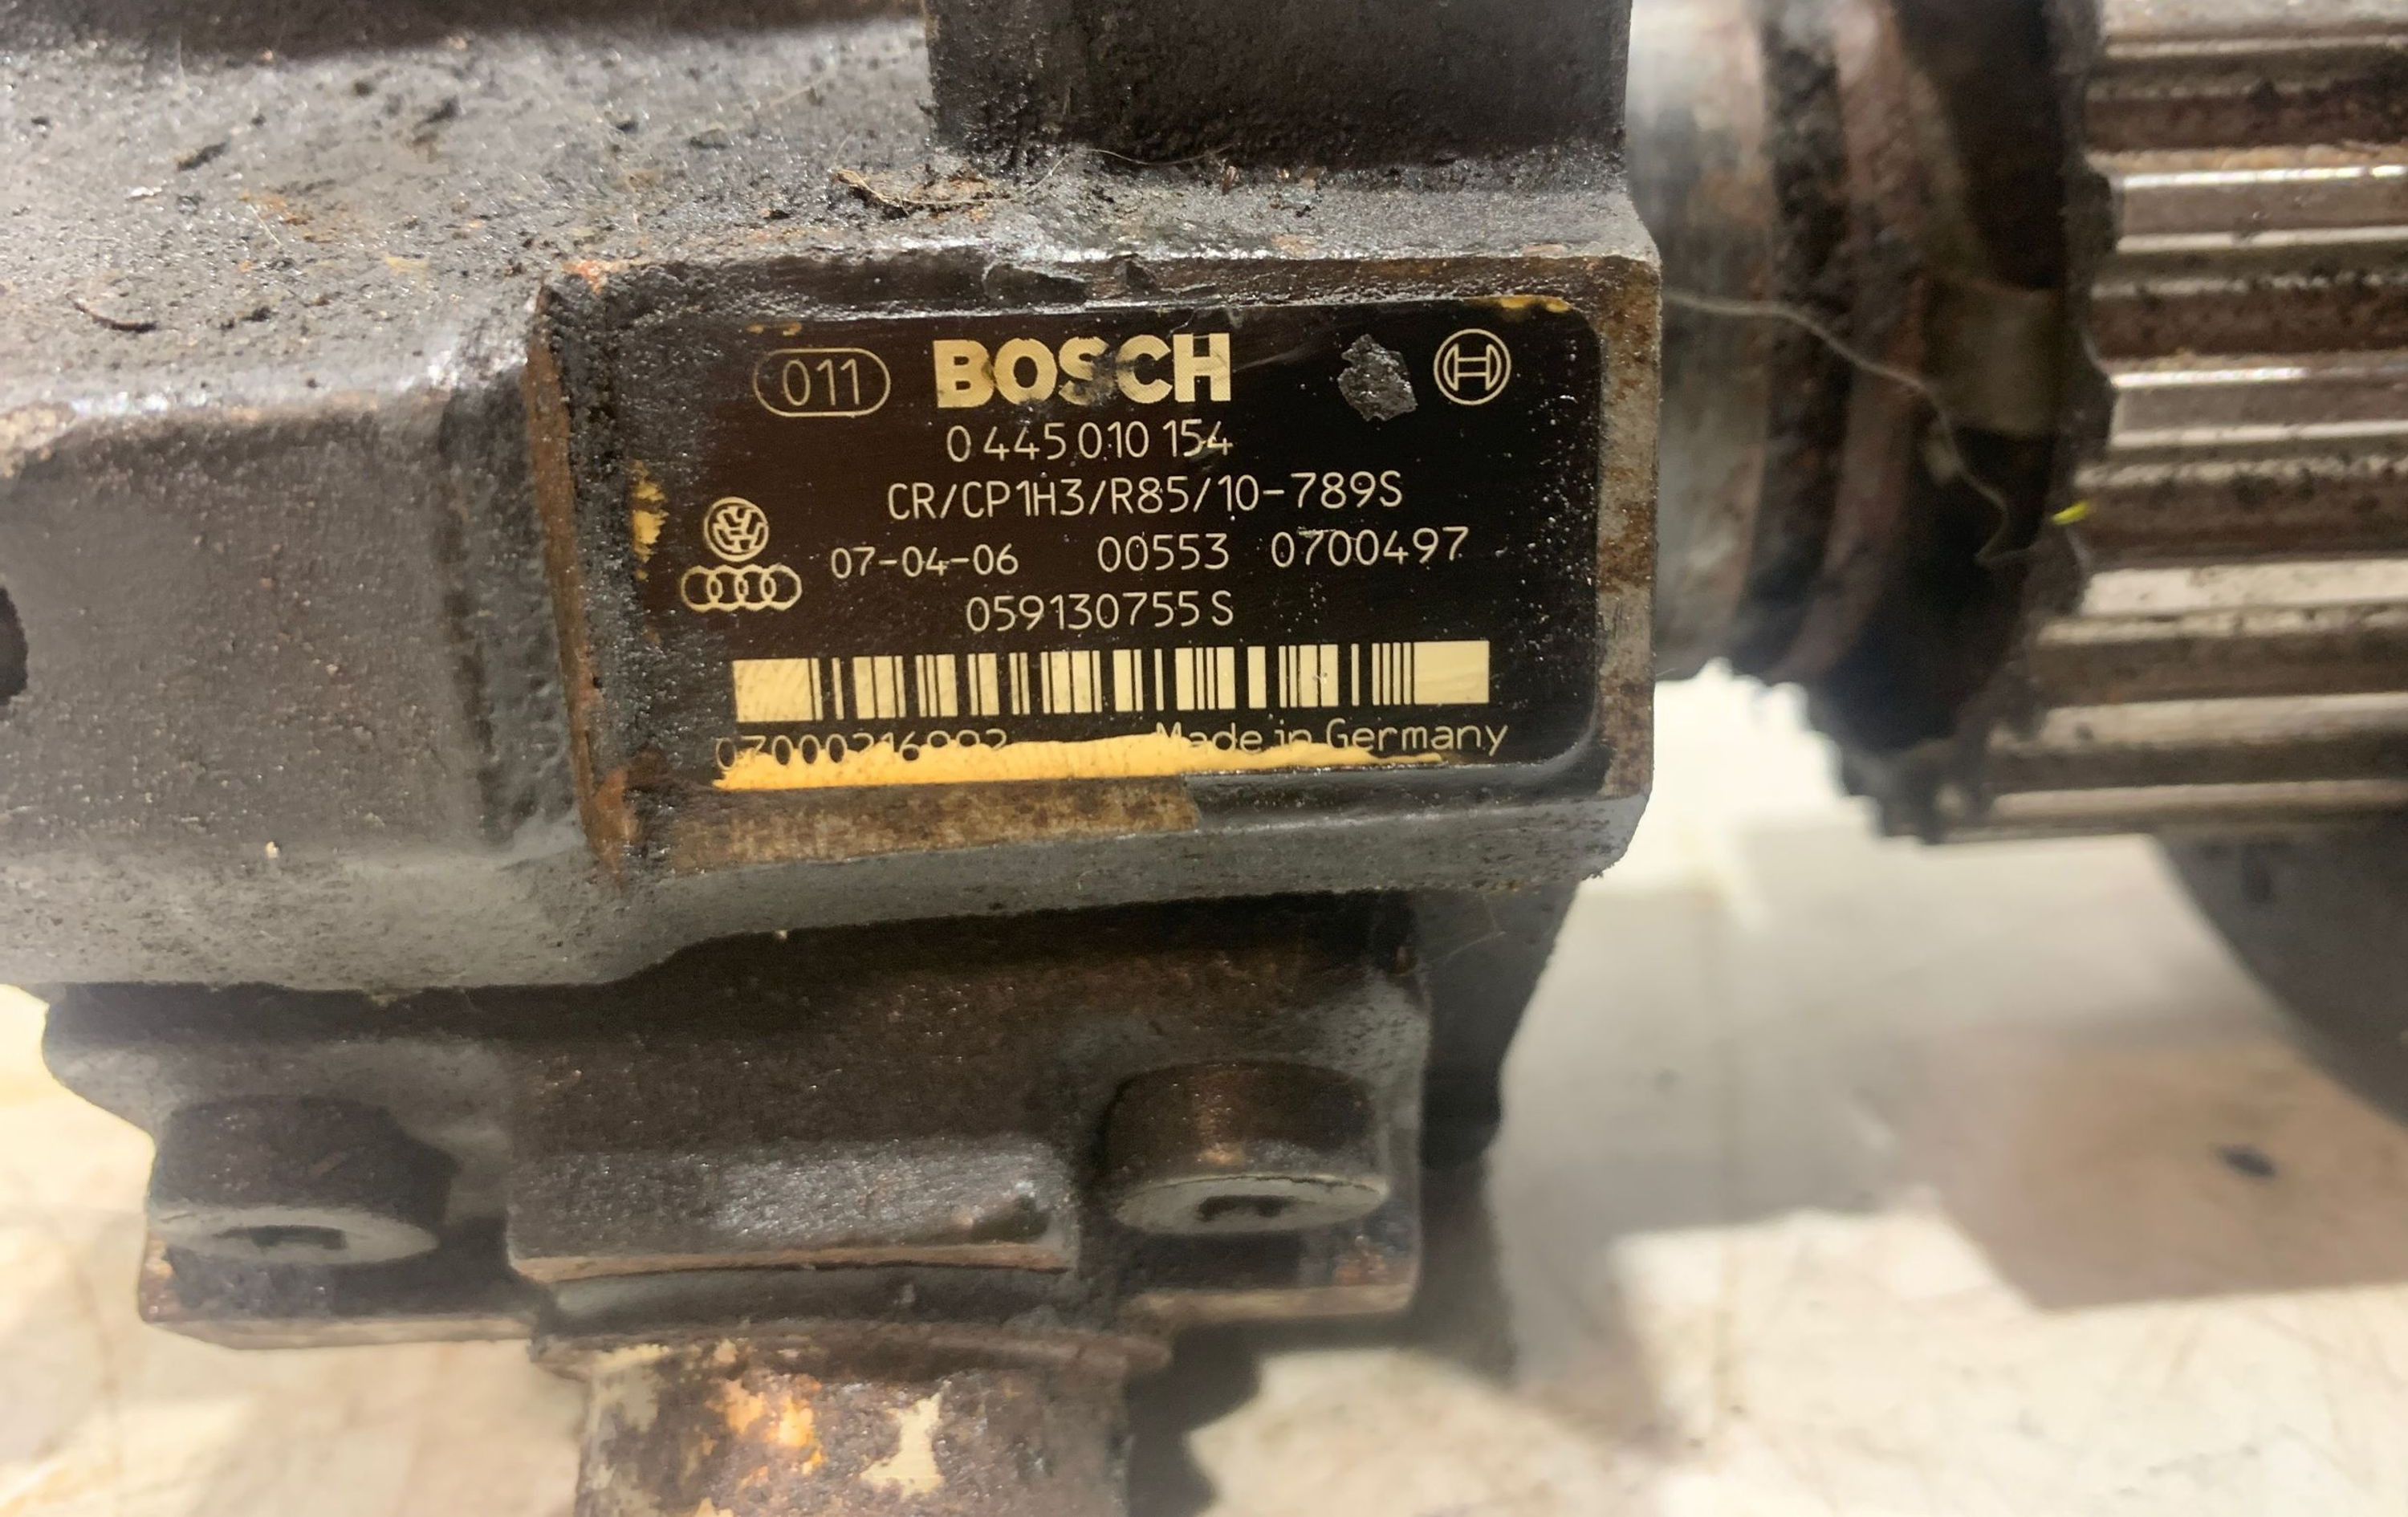 011 BOSCH
0 445 010 154
CR/CP1H3/R85/10-789S
07-04-06 00553 0700497
059130755S
Made in Germany